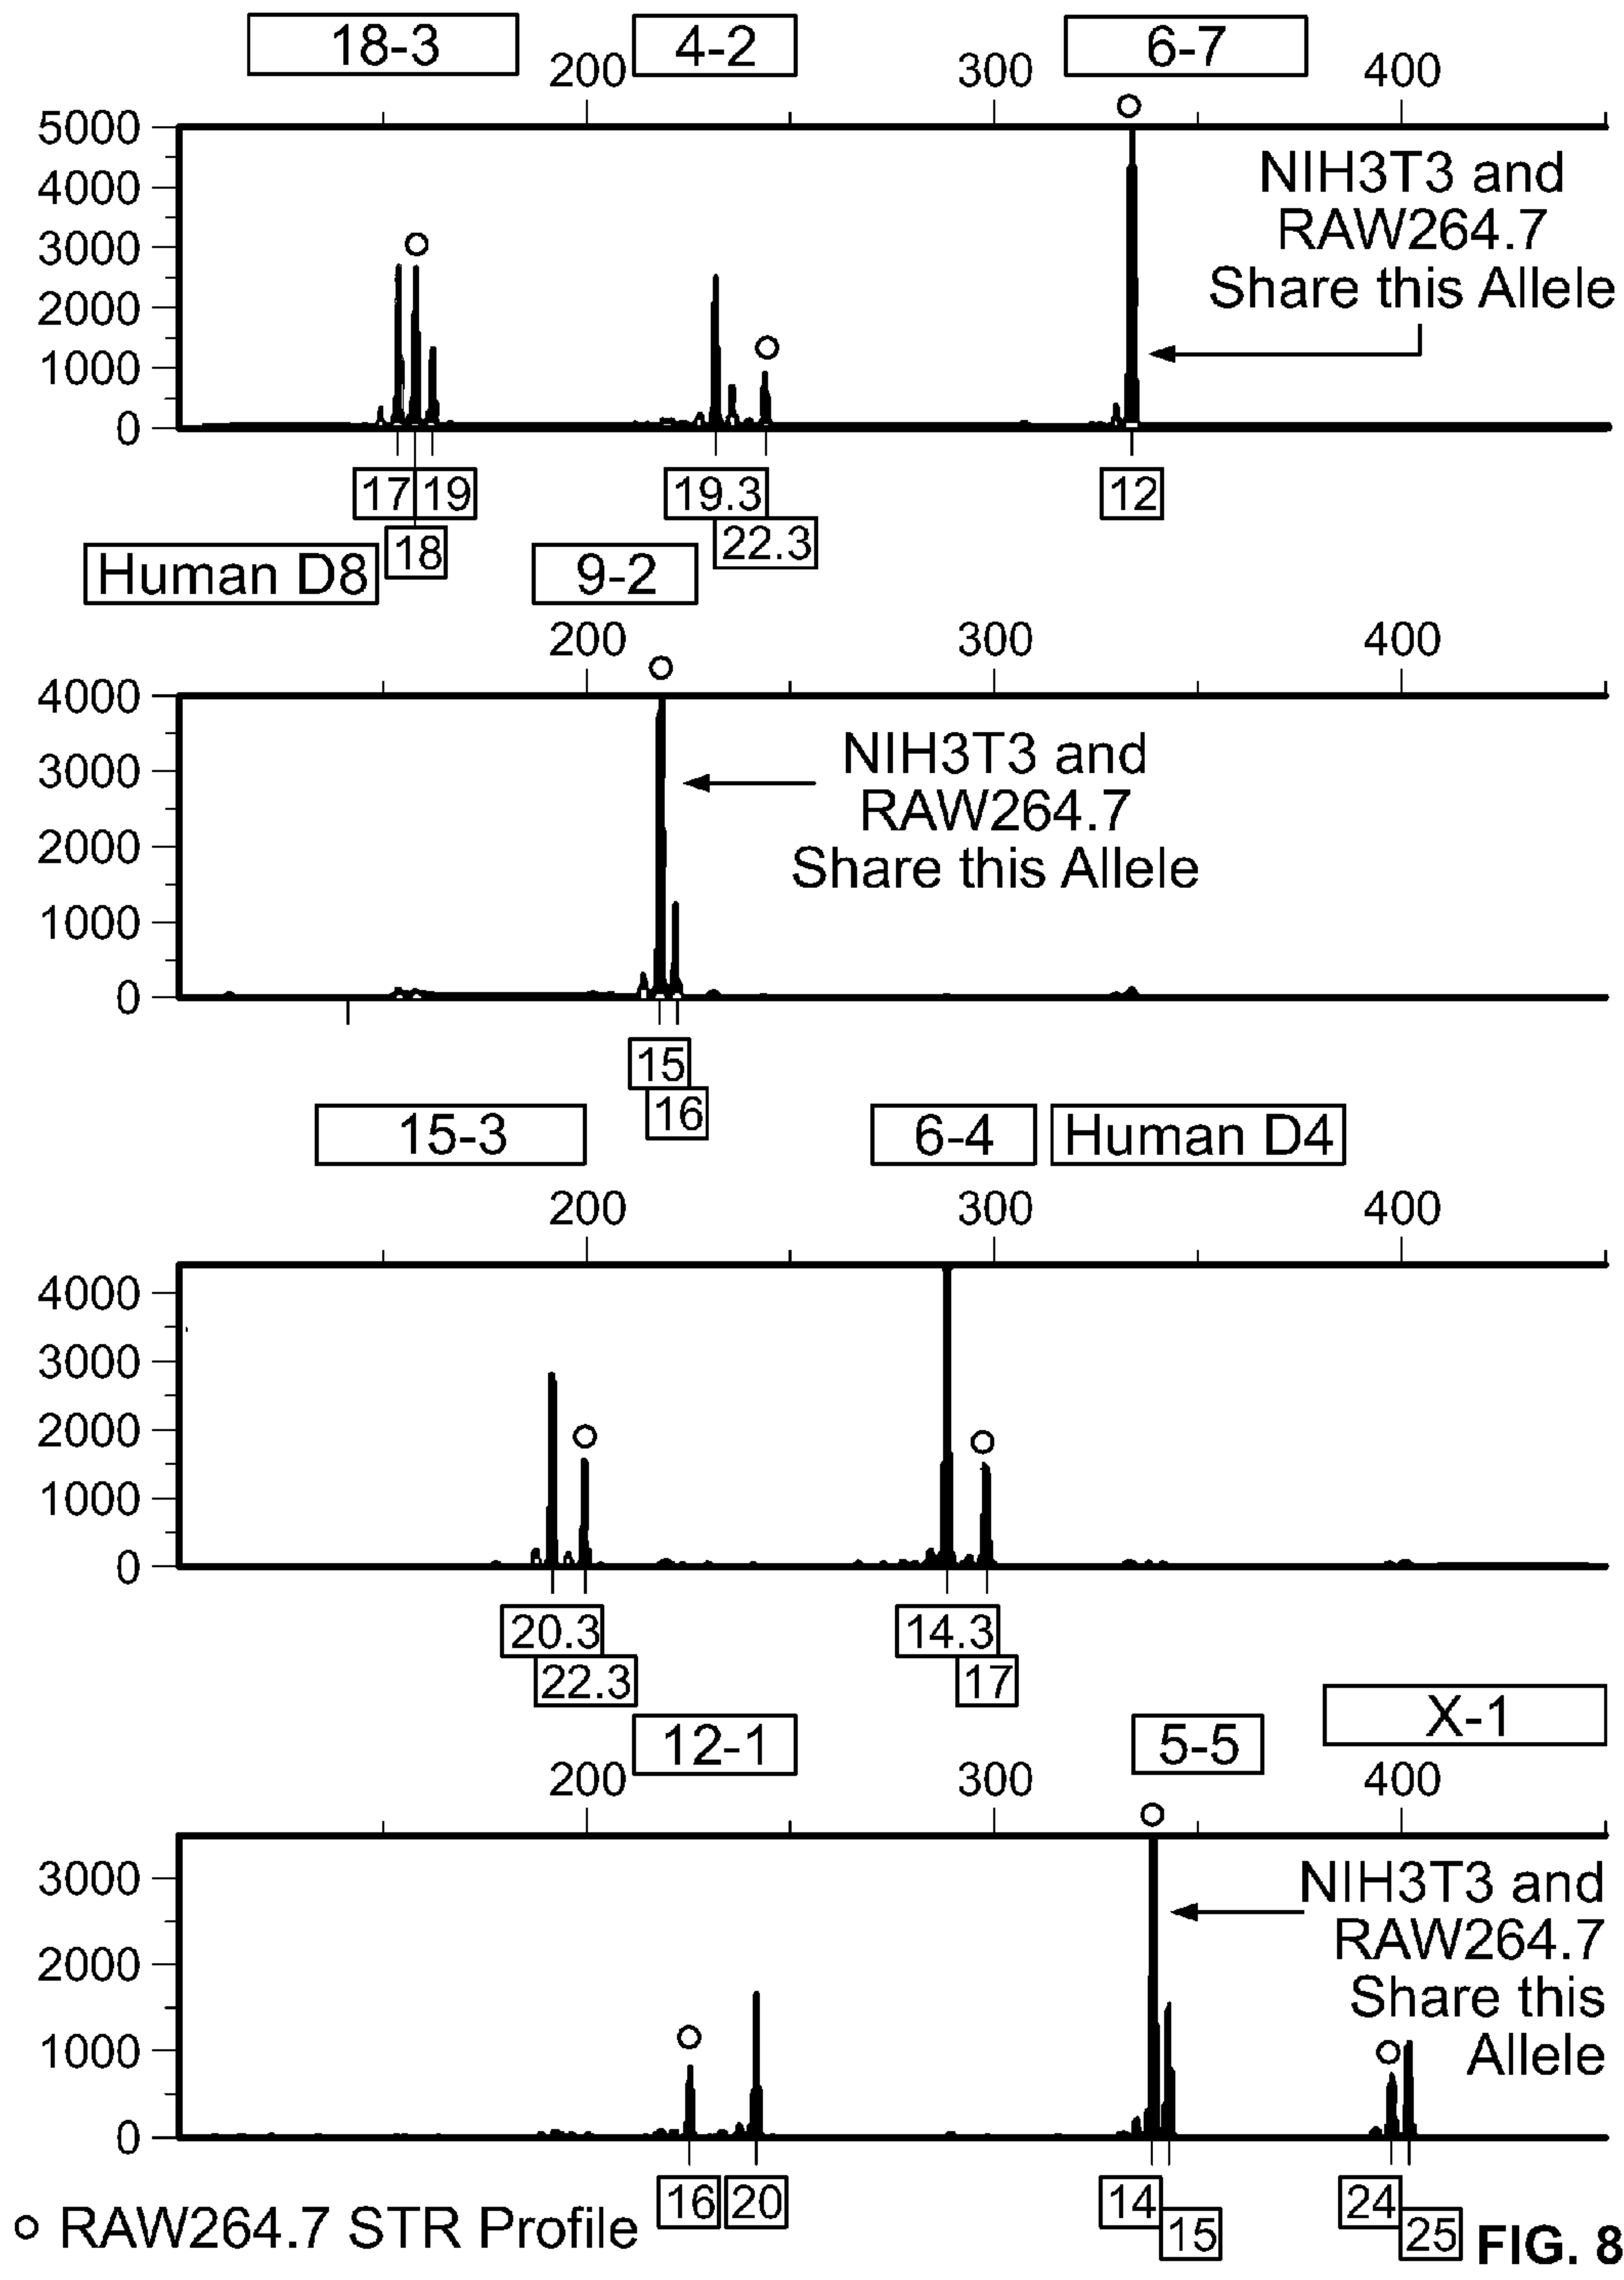 18-3 4-2 6-7
200 300 400
5000
4000
3000
2000
1000
0
NIH3T3 and
RAW264.7
Share this Allele
17 19 19.3 12
18 22.3
Human D8 9-2
200 300 400
4000
3000
2000
1000
0
NIH3T3 and
RAW264.7
Share this Allele
15
16
15-3 6-4 Human D4
200 300 400
4000
3000
2000
1000
0
20.3 14.3
22.3 17
12-1 5-5 X-1
200 300 400
3000
2000
1000
0
NIH3T3 and
RAW264.7
Share this
Allele
16 20 14 24
15 25
RAW264.7 STR Profile
FIG. 8